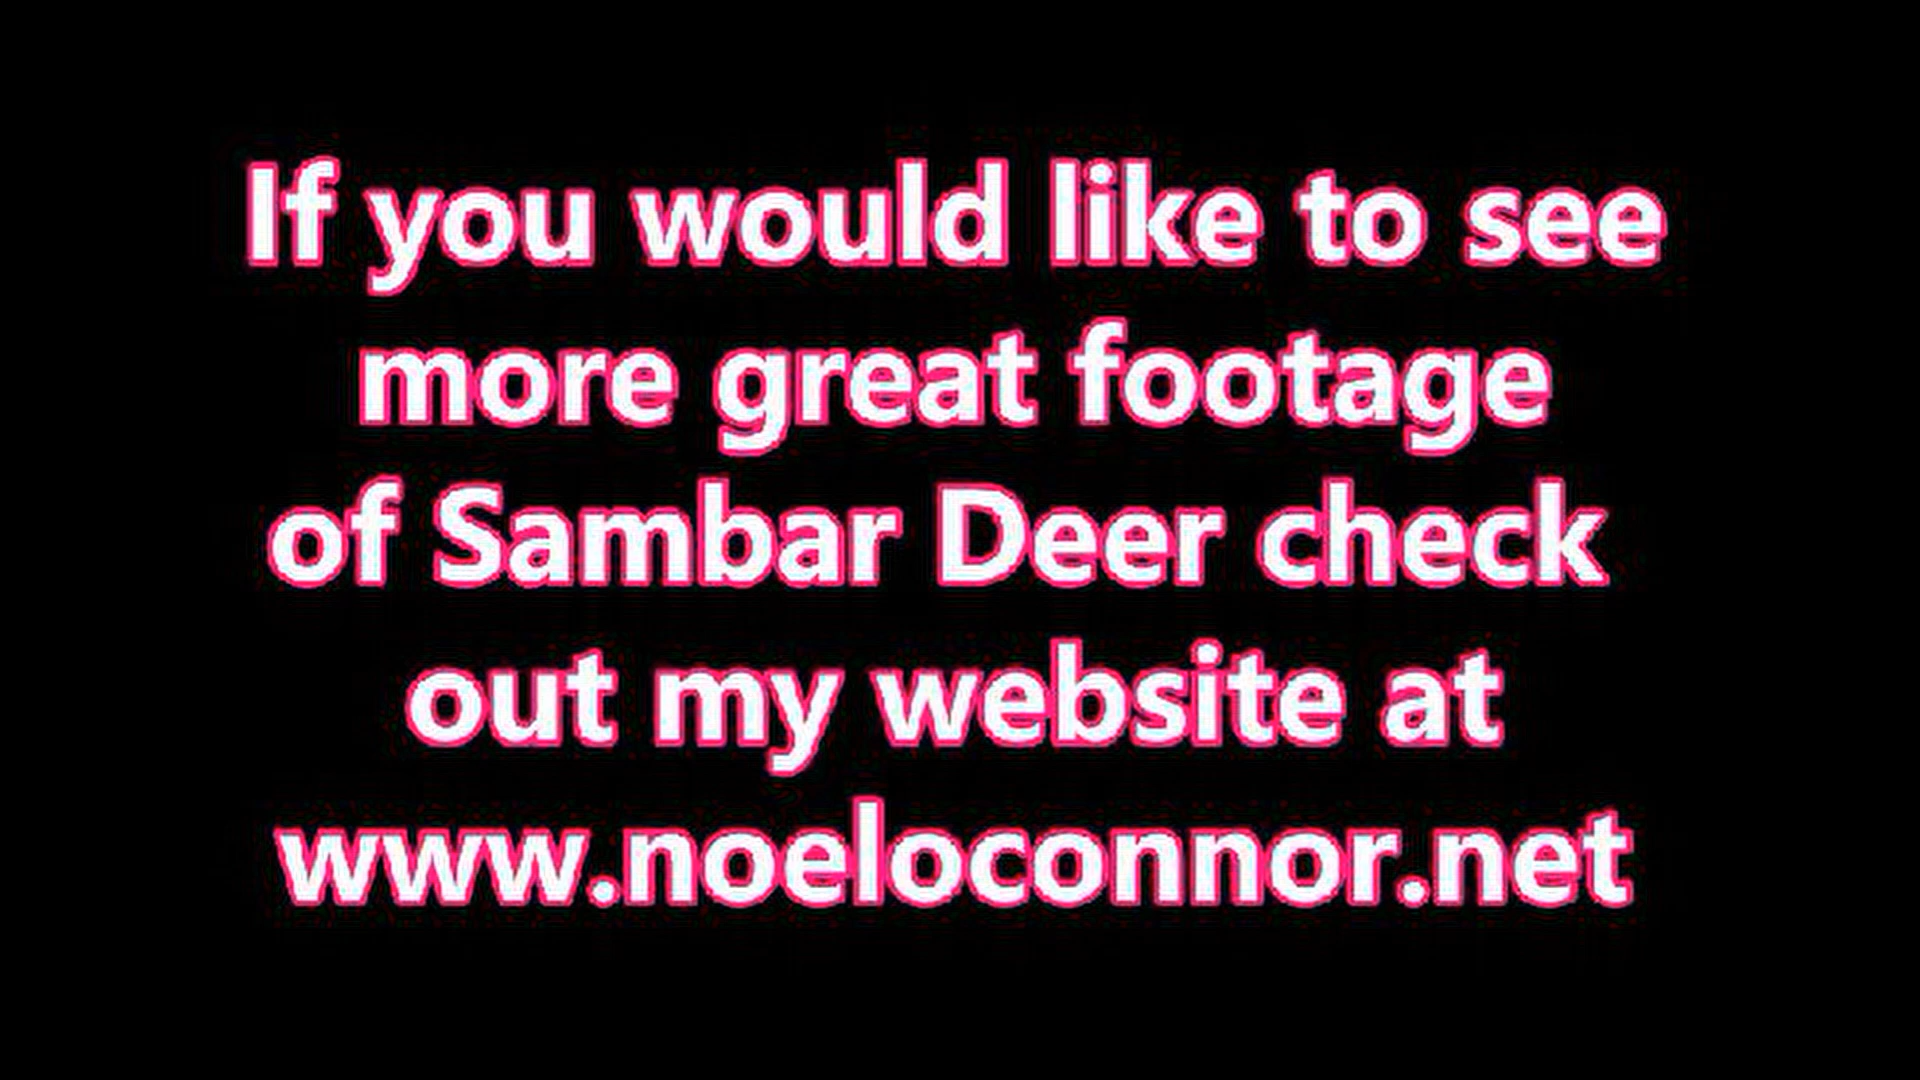 If you would like to see
more great footage
of Sambar Deer check
out my website at
www.noeloconnor.net